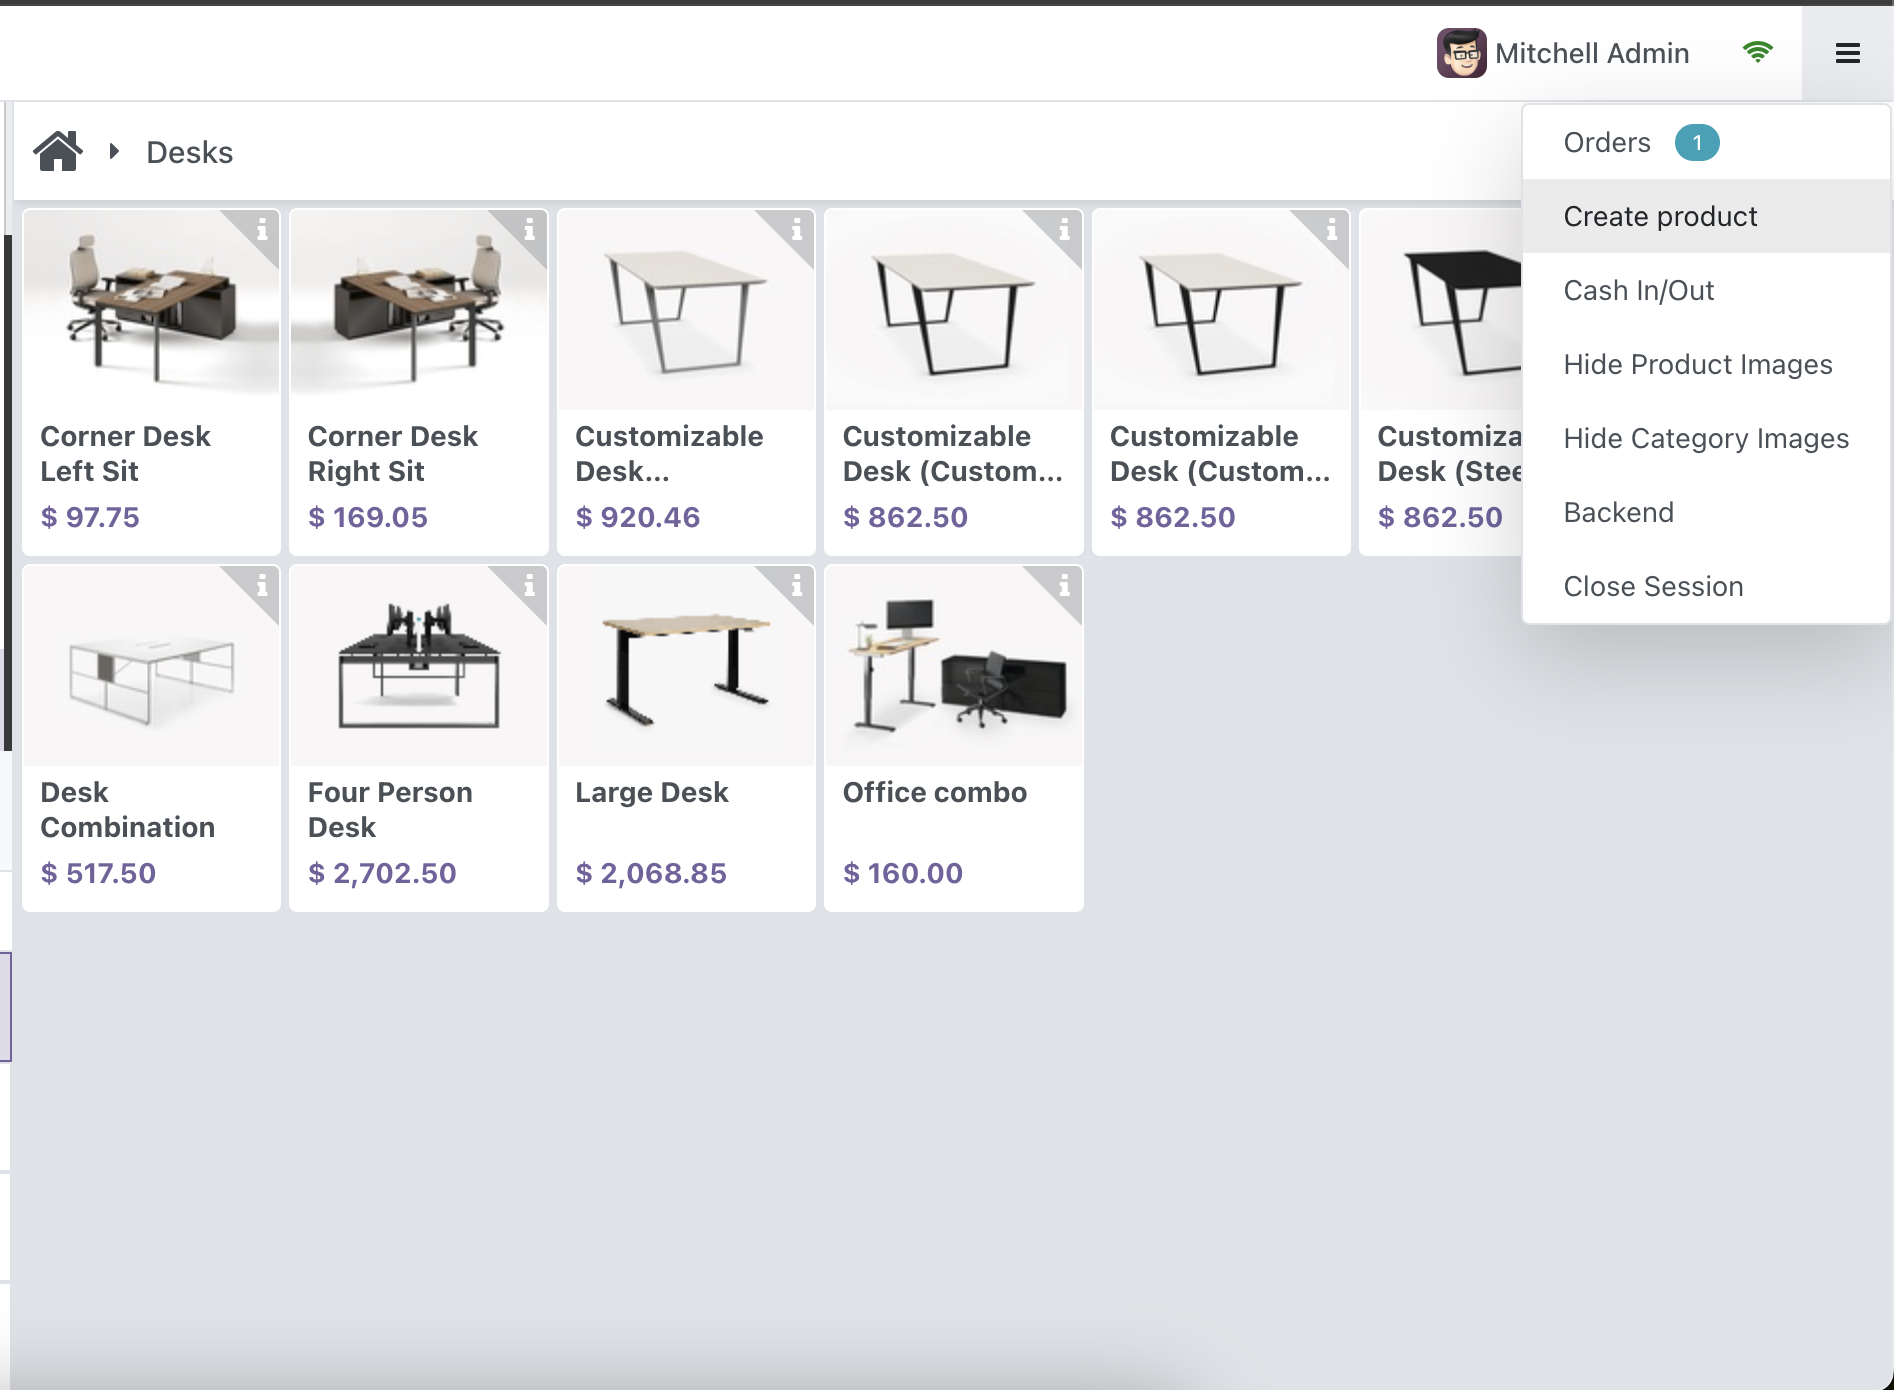 Mitchell Admin
Desks
Orders 1
Create product
Cash In/Out
Hide Product Images
Hide Category Images
Backend
Close Session
Corner Desk
Left Sit
$ 97.75
Corner Desk
Right Sit
$ 169.05
Customizable
Desk...
$ 920.46
Customizable
Desk (Custom...
$ 862.50
Customizable
Desk (Custom...
$ 862.50
Customiza
Desk (Stee
$ 862.50
Desk
Combination
$ 517.50
Four Person
Desk
$ 2,702.50
Large Desk
$ 2,068.85
Office combo
$ 160.00